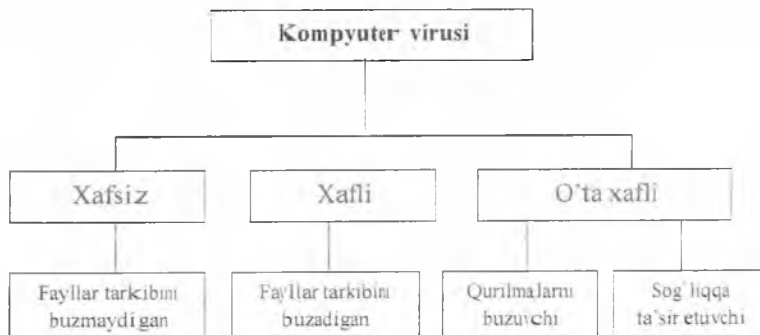 Kompyuter virusi
Xafsiz
Xafli
O'ta xafli
Fayllar tarkibini
buzmaydigan
Fayllar tarkibini
buzadigan
Qurilmalarni
buzuvchi
Sog'liqqa
ta'sir etuvchi